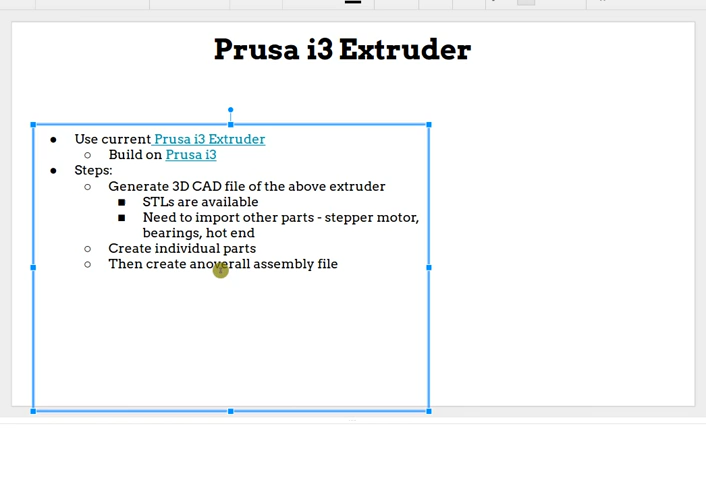 Prusa i3 Extruder
● Use current Prusa i3 Extruder
○ Build on Prusa i3
● Steps:
○ Generate 3D CAD file of the above extruder
■ STLs are available
■ Need to import other parts - stepper motor,
bearings, hot end
○ Create individual parts
○ Then create anoverall assembly file